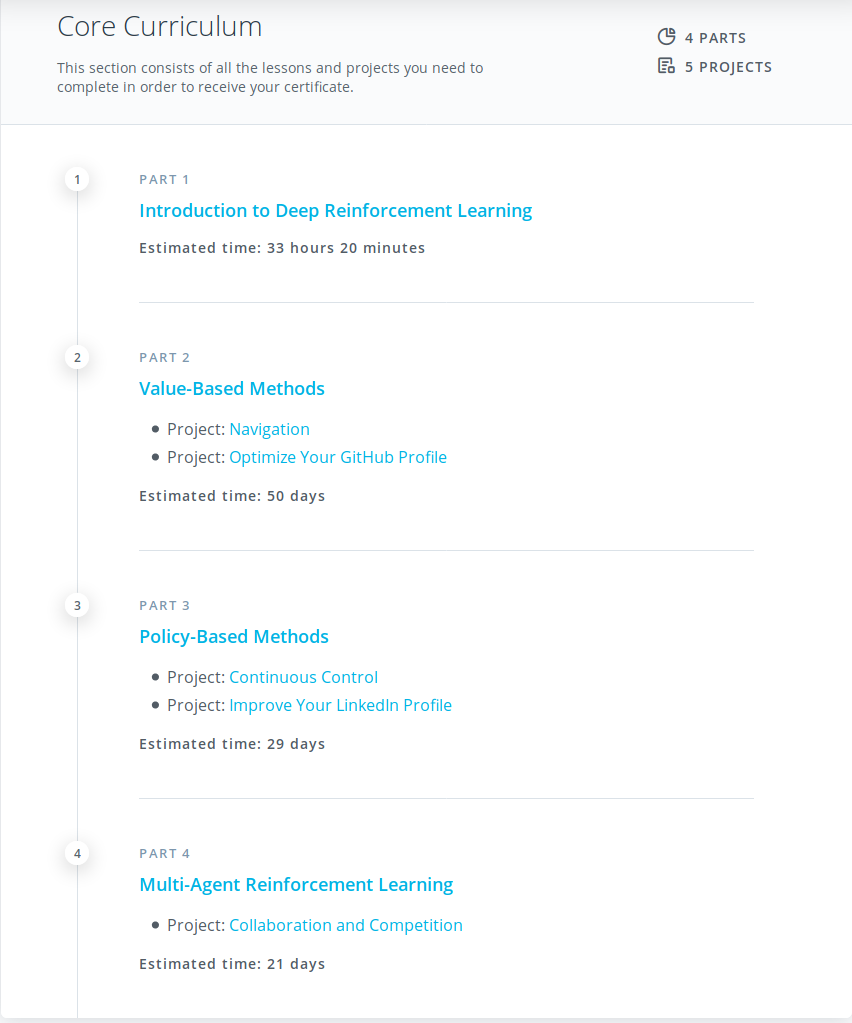 Core Curriculum
4 PARTS
This section consists of all the lessons and projects you need to
5 PROJECTS
complete in order to receive your certificate.
1
PART 1
Introduction to Deep Reinforcement Learning
Estimated time: 33 hours 20 minutes
2
PART 2
Value-Based Methods
Project: Navigation
Project: Optimize Your GitHub Profile
Estimated time: 50 days
3
PART 3
Policy-Based Methods
Project: Continuous Control
Project: Improve Your LinkedIn Profile
Estimated time: 29 days
4
PART 4
Multi-Agent Reinforcement Learning
Project: Collaboration and Competition
Estimated time: 21 days